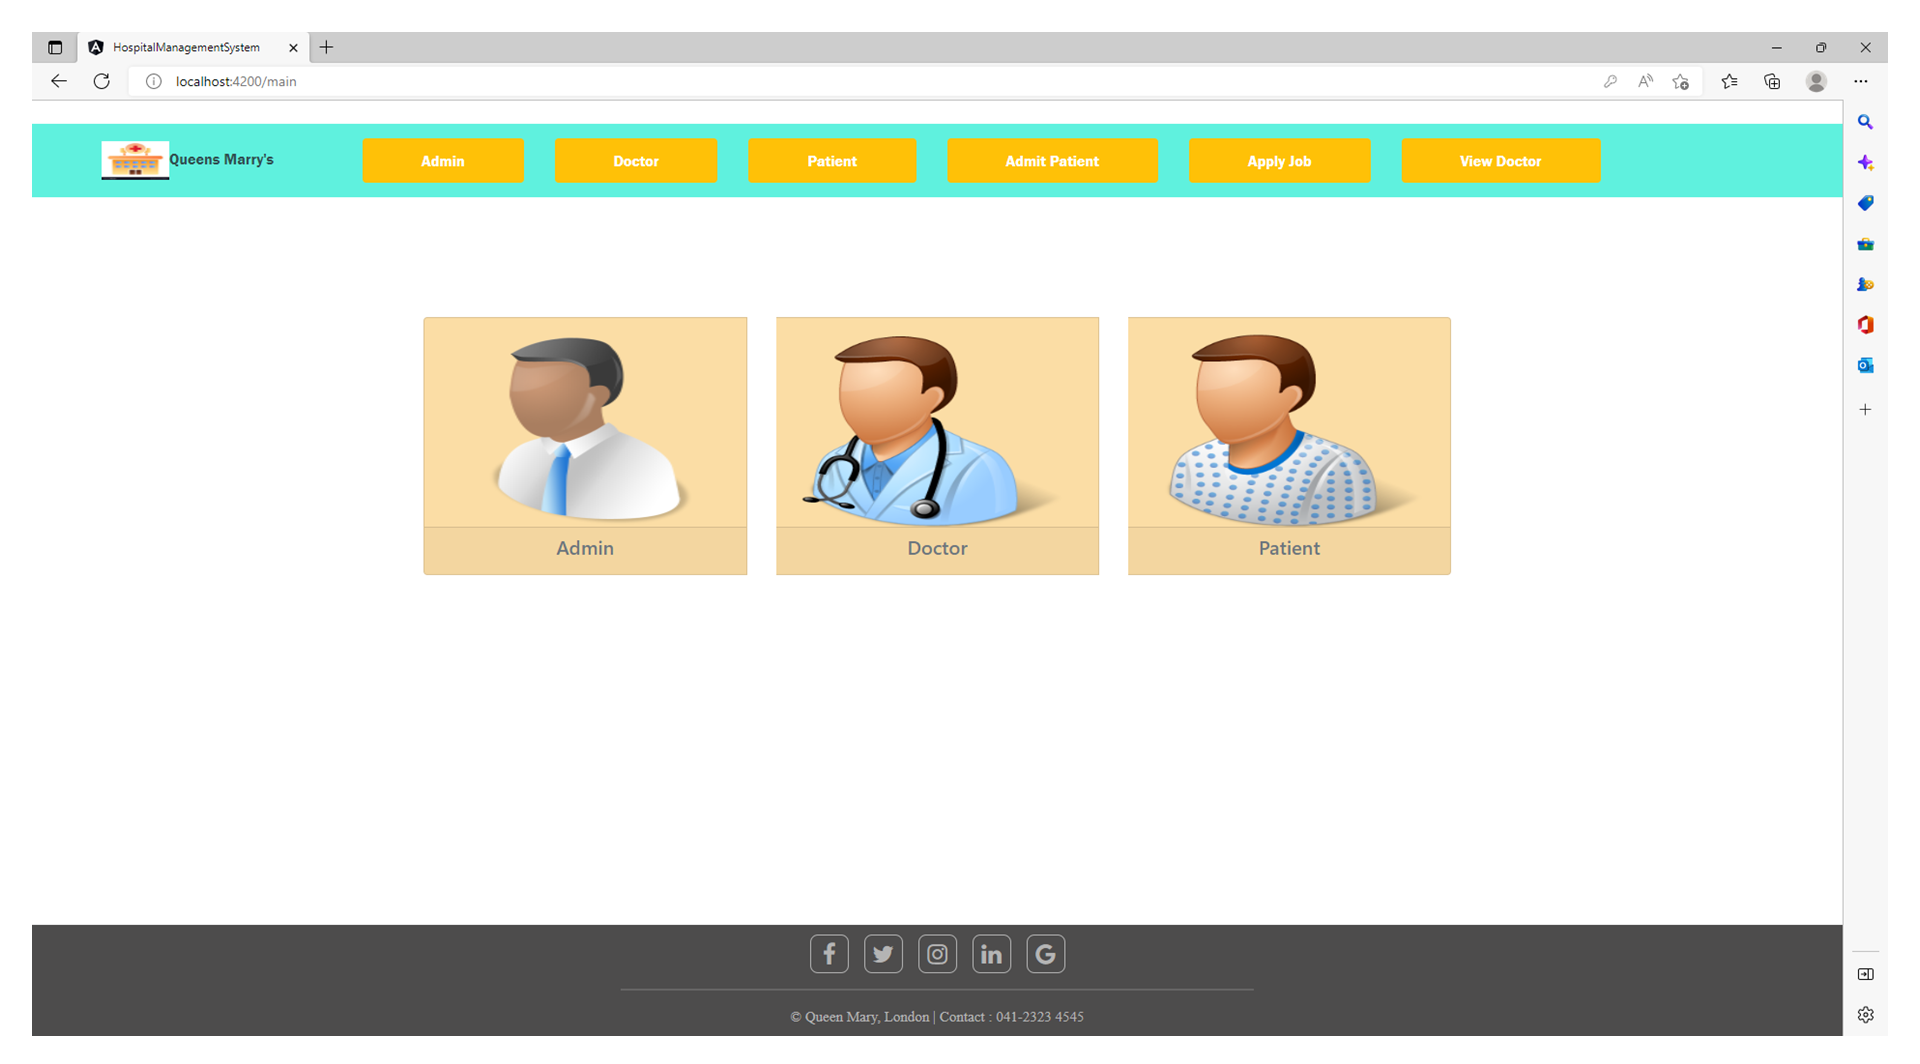 HospitalManagementSystem
localhost:4200/main
Queens Marry's
Admin
Doctor
Patient
Admit Patient
Apply Job
View Doctor
Admin
Doctor
Patient
© Queen Mary, London | Contact : 041-2323 4545